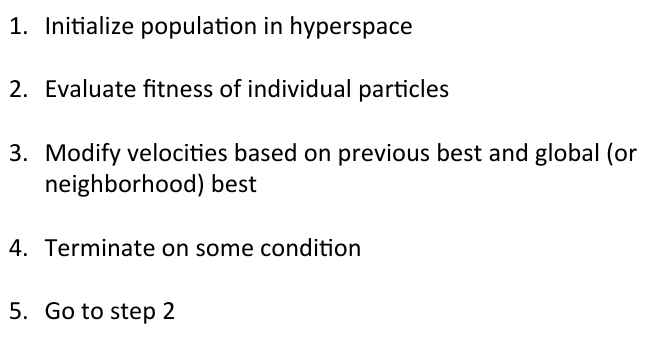 1. Initialize population in hyperspace
2. Evaluate fitness of individual particles
3. Modify velocities based on previous best and global (or
neighborhood) best
4. Terminate on some condition
5. Go to step 2